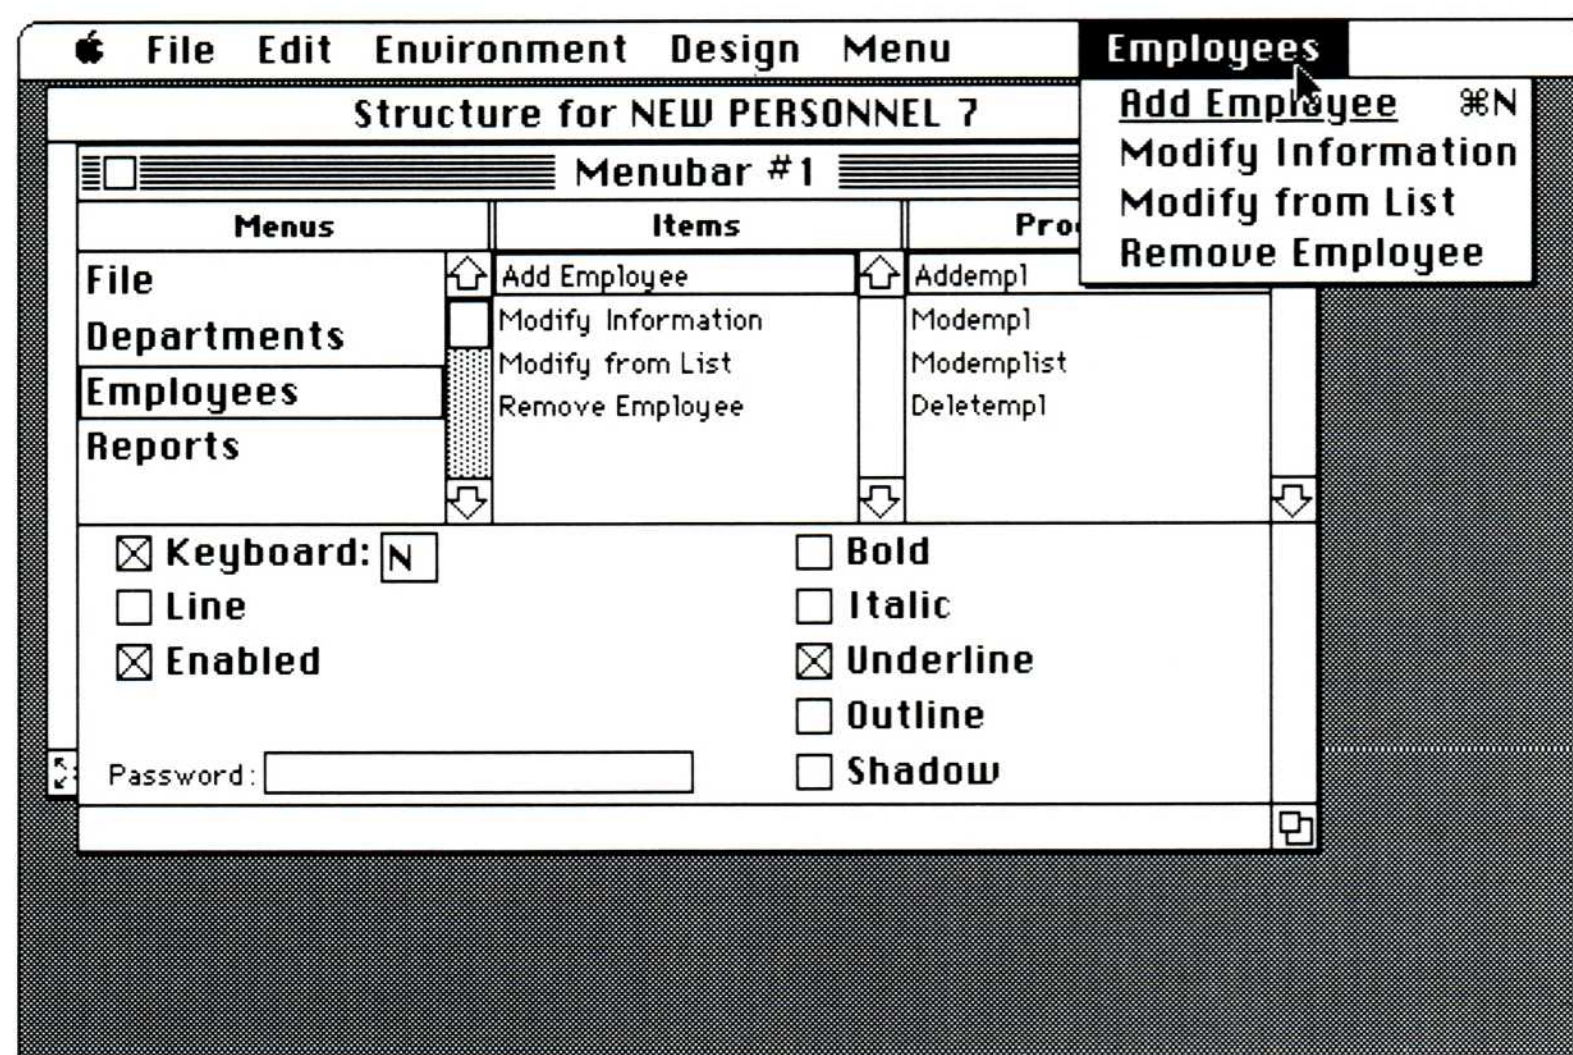 File Edit Environment Design Menu Employees
Add Employee ⌘N
Modify Information
Modify from List
Remove Employee
Structure for NEW PERSONNEL 7
Menubar #1
Menus Items
File
Departments
Employees
Reports
Add Employee Addempl
Modify Information Modempl
Modify from List Modemplist
Remove Employee Deletempl
Keyboard: N
Line
Enabled
Password:
Bold
Italic
Underline
Outline
Shadow